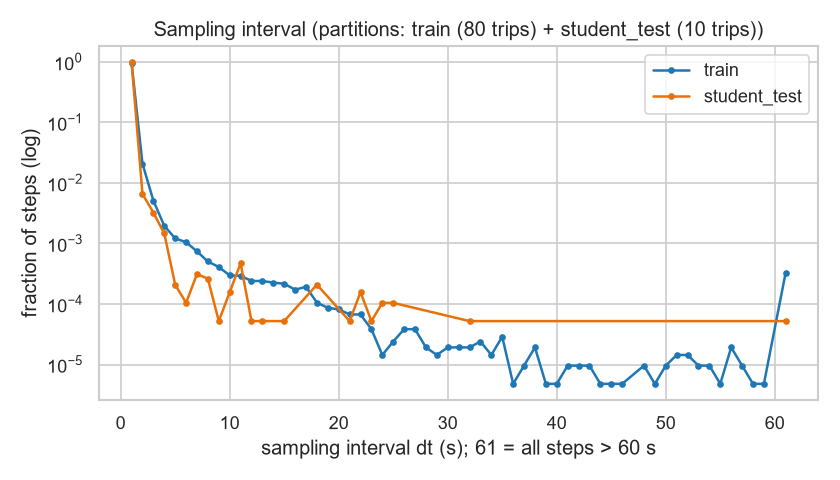 Sampling interval (partitions: train (80 trips) + student_test (10 trips))
train
student_test
fraction of steps (log)
10⁰
10⁻¹
10⁻²
10⁻³
10⁻⁴
10⁻⁵
0 10 20 30 40 50 60
sampling interval dt (s); 61 = all steps > 60 s